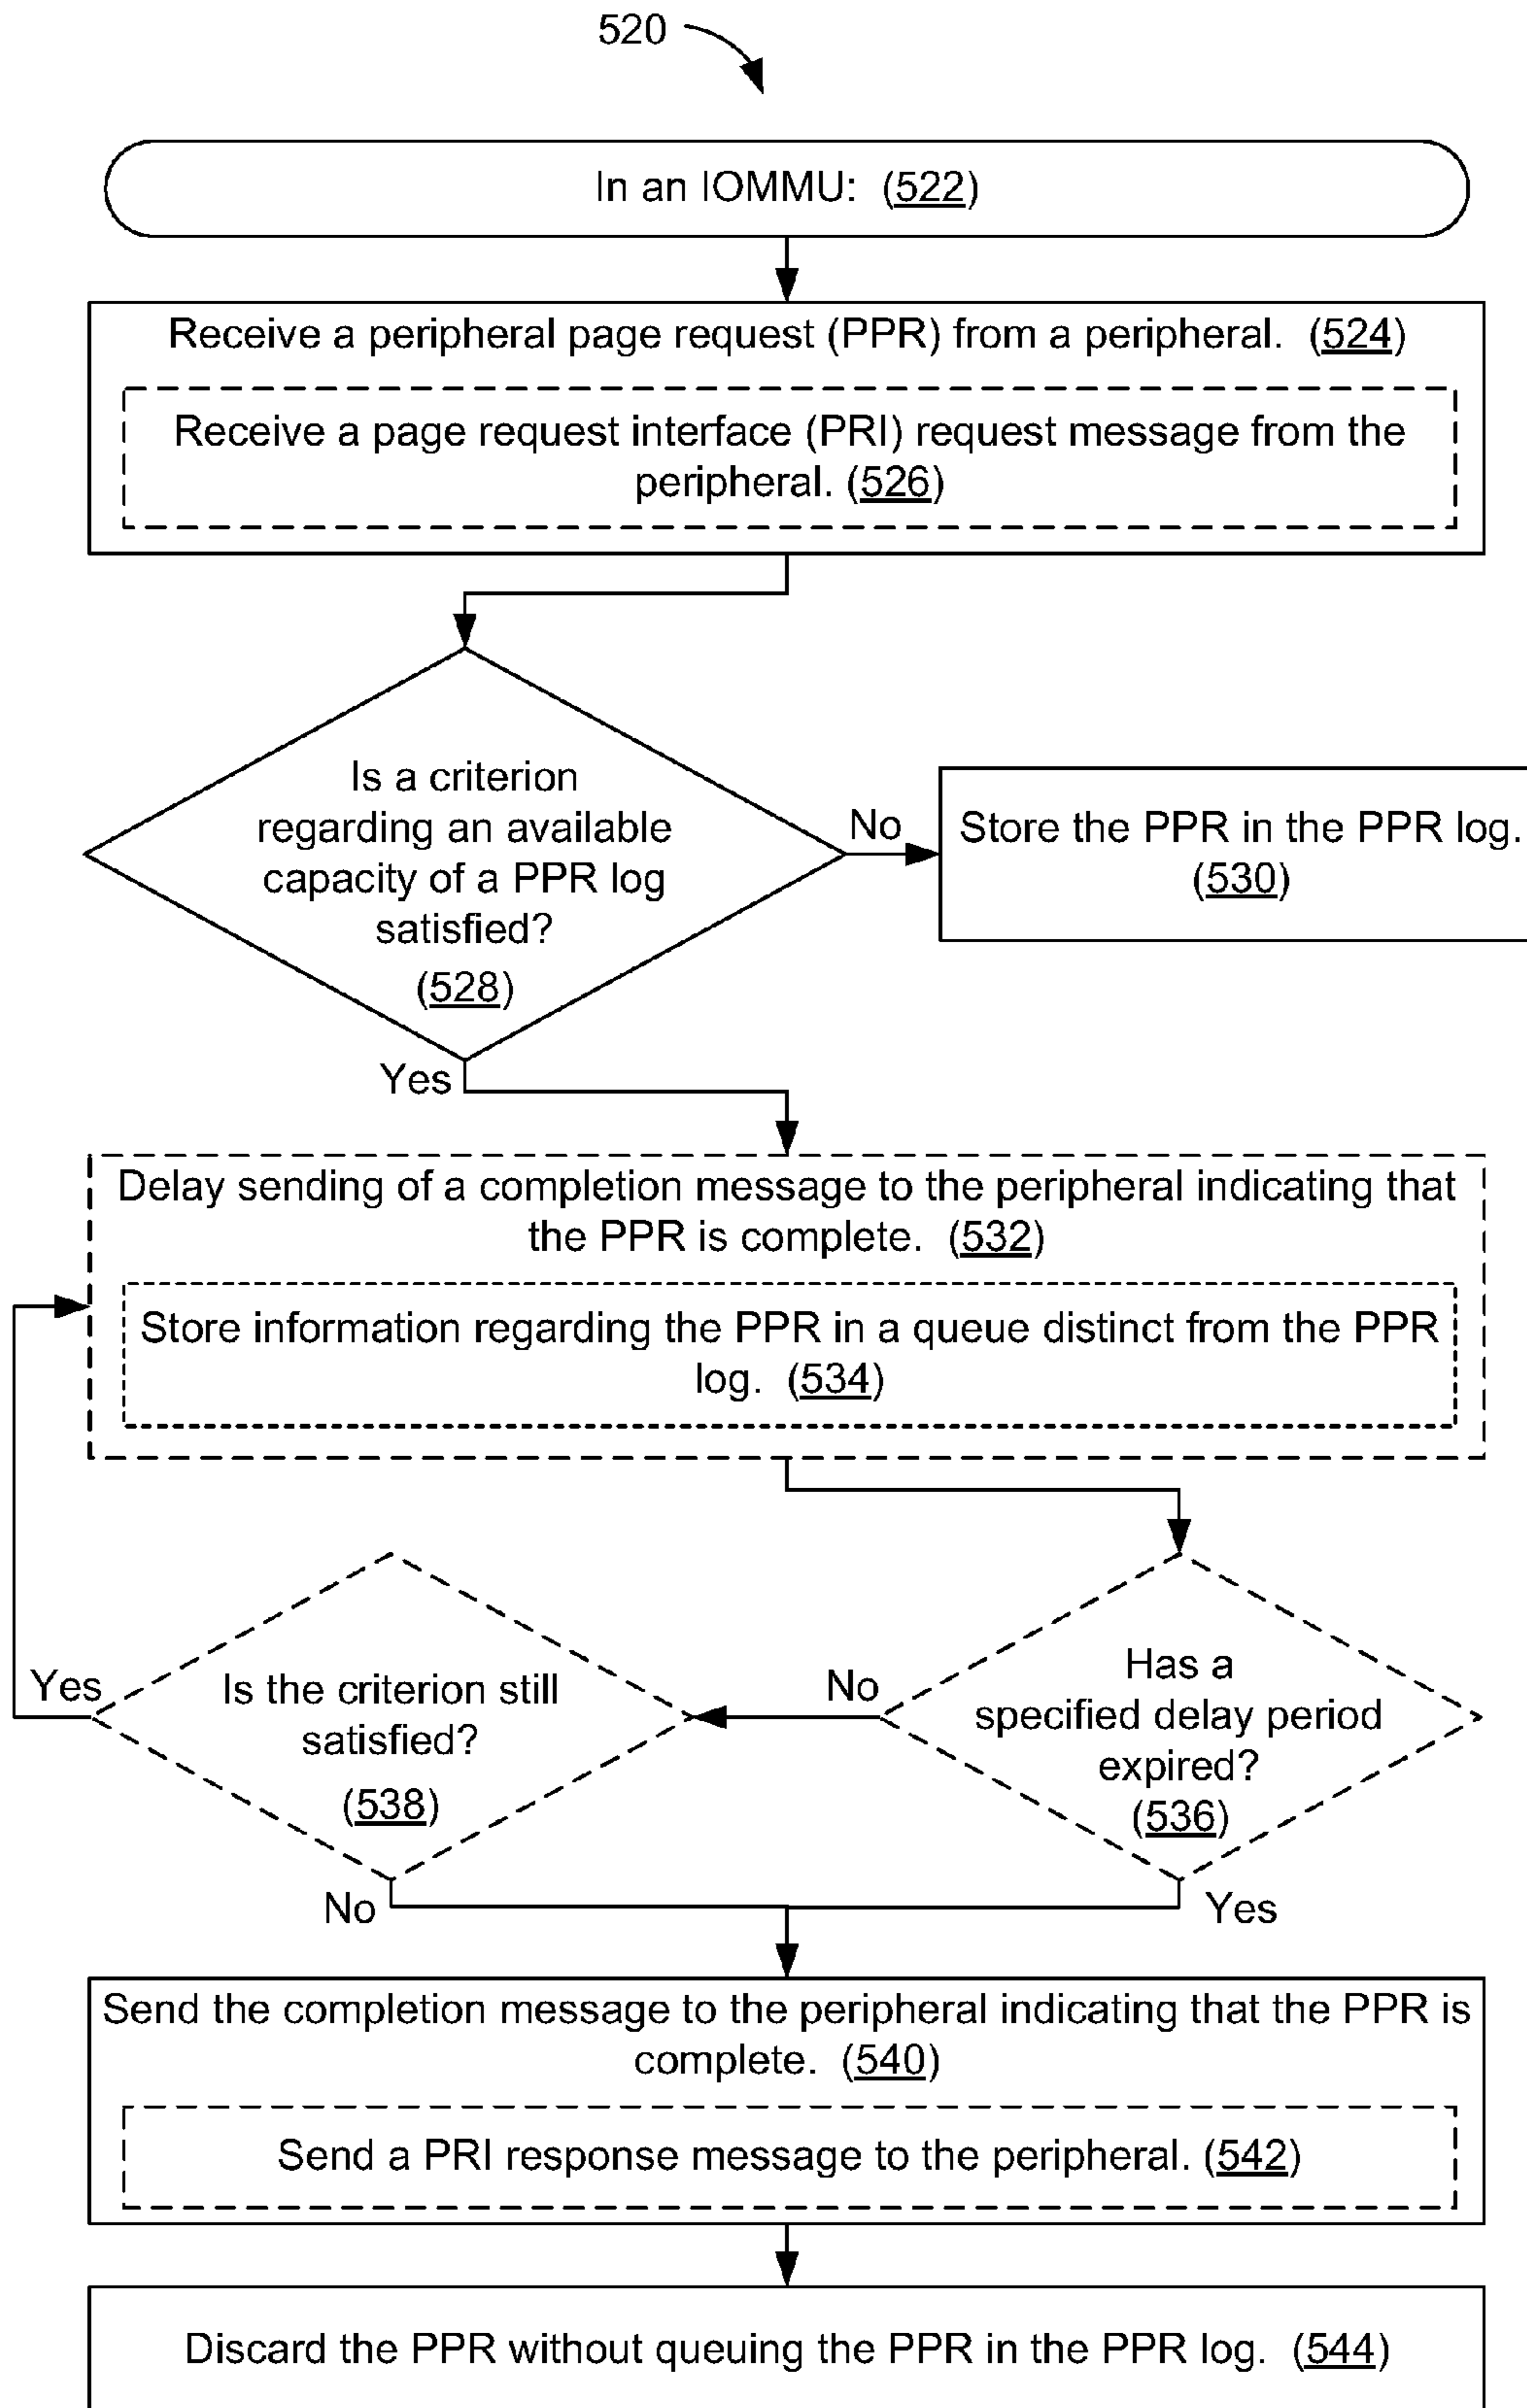 520
In an IOMMU: (522)
Receive a peripheral page request (PPR) from a peripheral. (524)
Receive a page request interface (PRI) request message from the
peripheral. (526)
Is a criterion
regarding an available
capacity of a PPR log
satisfied?
(528)
No
Store the PPR in the PPR log.
(530)
Yes
Delay sending of a completion message to the peripheral indicating that
the PPR is complete. (532)
Store information regarding the PPR in a queue distinct from the PPR
log. (534)
Has a
specified delay period
expired?
(536)
No
Yes
Is the criterion still
satisfied?
(538)
Yes
No
Send the completion message to the peripheral indicating that the PPR is
complete. (540)
Send a PRI response message to the peripheral. (542)
Discard the PPR without queuing the PPR in the PPR log. (544)